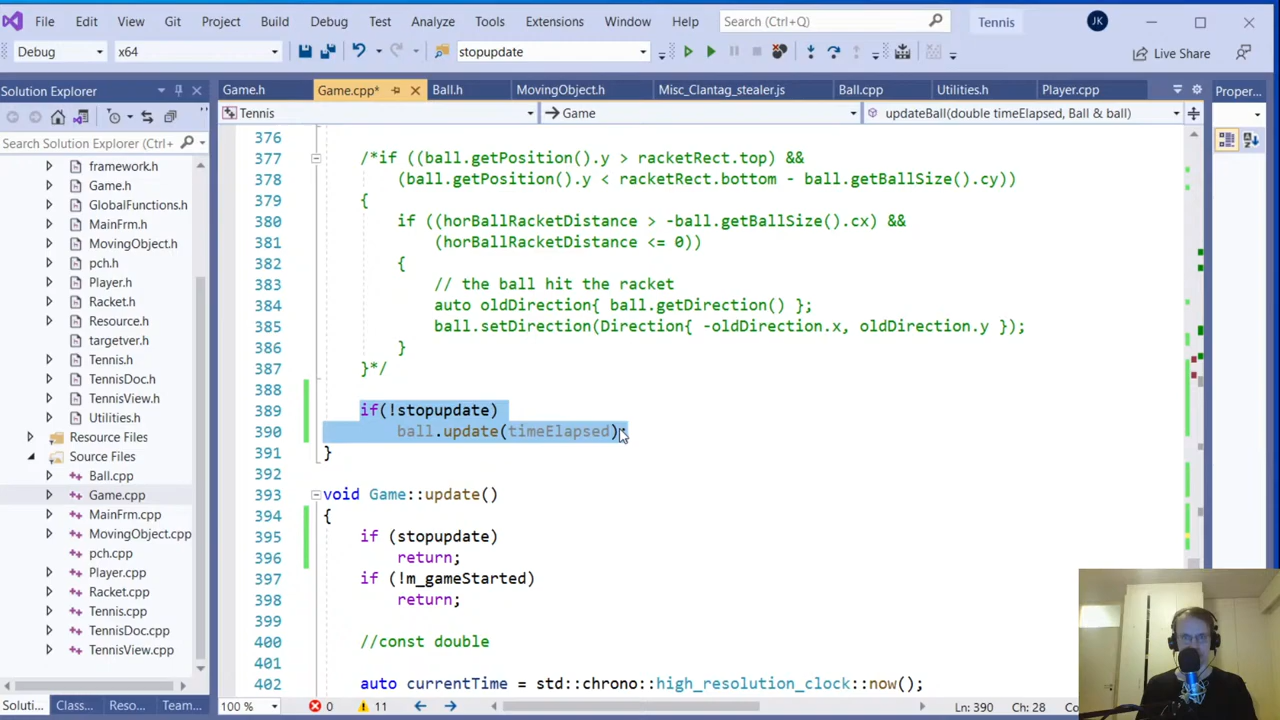 File Edit View Git Project Build Debug Test Analyze Tools Extensions Window Help Search (Ctrl+Q) Tennis JK
Debug x64 stopupdate Live Share
Solution Explorer
Game.h Game.cpp* Ball.h MovingObject.h Misc_Clantag_stealer.js Ball.cpp Utilities.h Player.cpp Proper...
Tennis Game updateBall(double timeElapsed, Ball & ball)
Search Solution Explorer (Ctrl+
framework.h
Game.h
GlobalFunctions.h
MainFrm.h
MovingObject.h
pch.h
Player.h
Racket.h
Resource.h
targetver.h
Tennis.h
TennisDoc.h
TennisView.h
Utilities.h
Resource Files
Source Files
Ball.cpp
Game.cpp
MainFrm.cpp
MovingObject.cpp
pch.cpp
Player.cpp
Racket.cpp
Tennis.cpp
TennisDoc.cpp
TennisView.cpp
376
377 /*if ((ball.getPosition().y > racketRect.top) &&
378 (ball.getPosition().y < racketRect.bottom - ball.getBallSize().cy))
379 {
380 if ((horBallRacketDistance > -ball.getBallSize().cx) &&
381 (horBallRacketDistance <= 0))
382 {
383 // the ball hit the racket
384 auto oldDirection{ ball.getDirection() };
385 ball.setDirection(Direction{ -oldDirection.x, oldDirection.y });
386 }
387 }*/
388
389 if(!stopupdate)
390 ball.update(timeElapsed);
391 }
392
393 void Game::update()
394 {
395 if (stopupdate)
396 return;
397 if (!m_gameStarted)
398 return;
399
400 //const double
401
402 auto currentTime = std::chrono::high_resolution_clock::now();
Soluti... Class... Reso... Team... 100 % 0 11 Ln: 390 Ch: 28